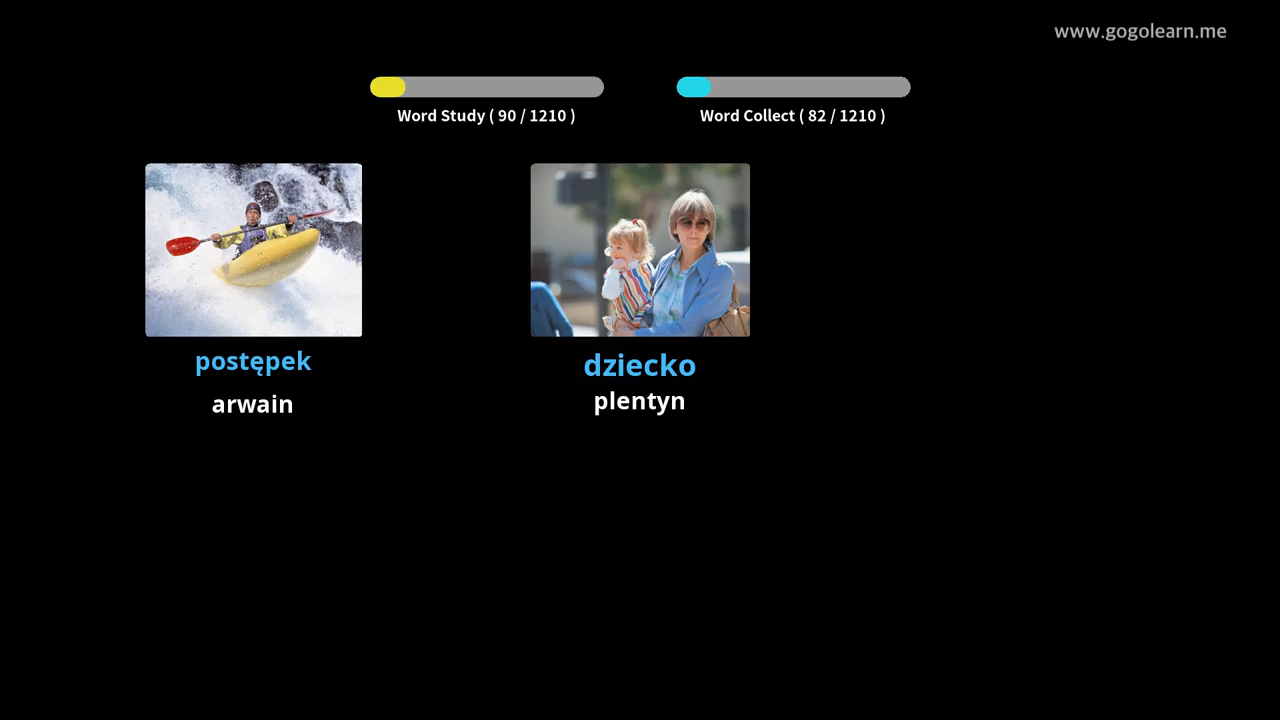 www.gogolearn.me
Word Study ( 90 / 1210 )
Word Collect ( 82 / 1210 )
postępek
arwain
dziecko
plentyn